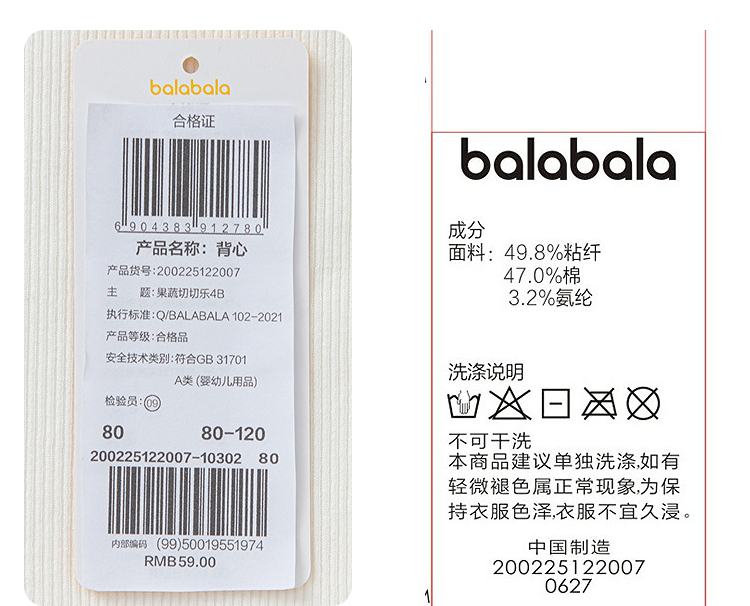 balabala
合格证
6904383912780
产品名称：背心
产品货号:200225122007
主　　题:果蔬切切乐4B
执行标准:Q/BALABALA 102-2021
产品等级:合格品
安全技术类别:符合GB 31701
A类 (婴幼儿用品)
检验员:09
80 80-120
200225122007-10302 80
内部编码 (99)50019551974
RMB59.00
balabala
成分
面料：49.8%粘纤
47.0%棉
3.2%氨纶
洗涤说明
不可干洗
本商品建议单独洗涤,如有
轻微褪色属正常现象,为保
持衣服色泽,衣服不宜久浸。
中国制造
200225122007
0627